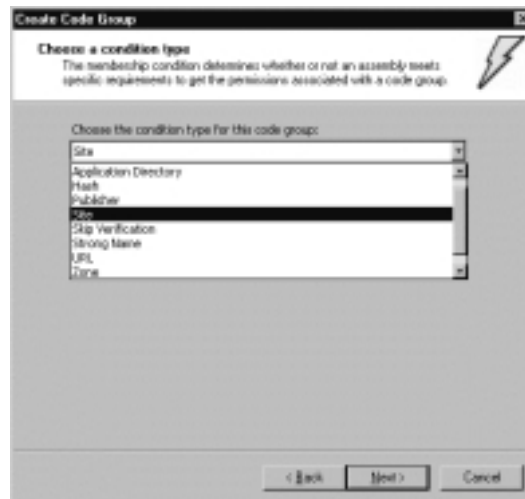 Create Code Group
Choose a condition type
The membership condition determines whether or not an assembly meets
specific requirements to get the permissions associated with a code group.
Choose the condition type for this code group:
Site
Application Directory
Hash
Publisher
Site
Skip Verification
Strong Name
URL
Zone
< Back
Next >
Cancel